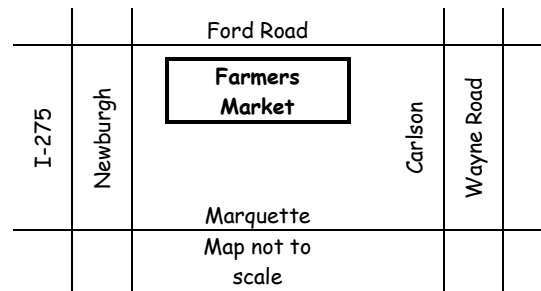 Ford Road
Farmers
Market
I-275
Newburgh
Carlson
Wayne Road
Marquette
Map not to
scale